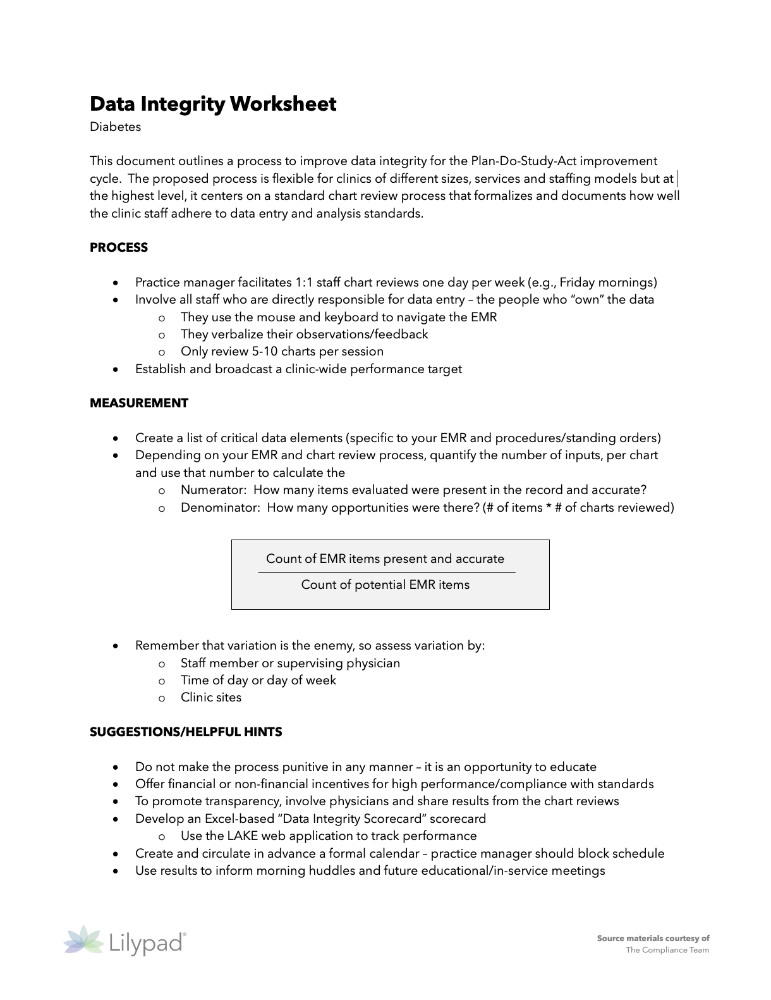 Data Integrity Worksheet
Diabetes
This document outlines a process to improve data integrity for the Plan-Do-Study-Act improvement
cycle.  The proposed process is flexible for clinics of different sizes, services and staffing models but at
the highest level, it centers on a standard chart review process that formalizes and documents how well
the clinic staff adhere to data entry and analysis standards.
PROCESS
• Practice manager facilitates 1:1 staff chart reviews one day per week (e.g., Friday mornings)
• Involve all staff who are directly responsible for data entry – the people who “own” the data
o They use the mouse and keyboard to navigate the EMR
o They verbalize their observations/feedback
o Only review 5-10 charts per session
• Establish and broadcast a clinic-wide performance target
MEASUREMENT
• Create a list of critical data elements (specific to your EMR and procedures/standing orders)
• Depending on your EMR and chart review process, quantify the number of inputs, per chart
and use that number to calculate the
o Numerator:  How many items evaluated were present in the record and accurate?
o Denominator:  How many opportunities were there? (# of items * # of charts reviewed)
Count of EMR items present and accurate
Count of potential EMR items
• Remember that variation is the enemy, so assess variation by:
o Staff member or supervising physician
o Time of day or day of week
o Clinic sites
SUGGESTIONS/HELPFUL HINTS
• Do not make the process punitive in any manner – it is an opportunity to educate
• Offer financial or non-financial incentives for high performance/compliance with standards
• To promote transparency, involve physicians and share results from the chart reviews
• Develop an Excel-based “Data Integrity Scorecard” scorecard
o Use the LAKE web application to track performance
• Create and circulate in advance a formal calendar – practice manager should block schedule
• Use results to inform morning huddles and future educational/in-service meetings
Lilypad®
Source materials courtesy of
The Compliance Team